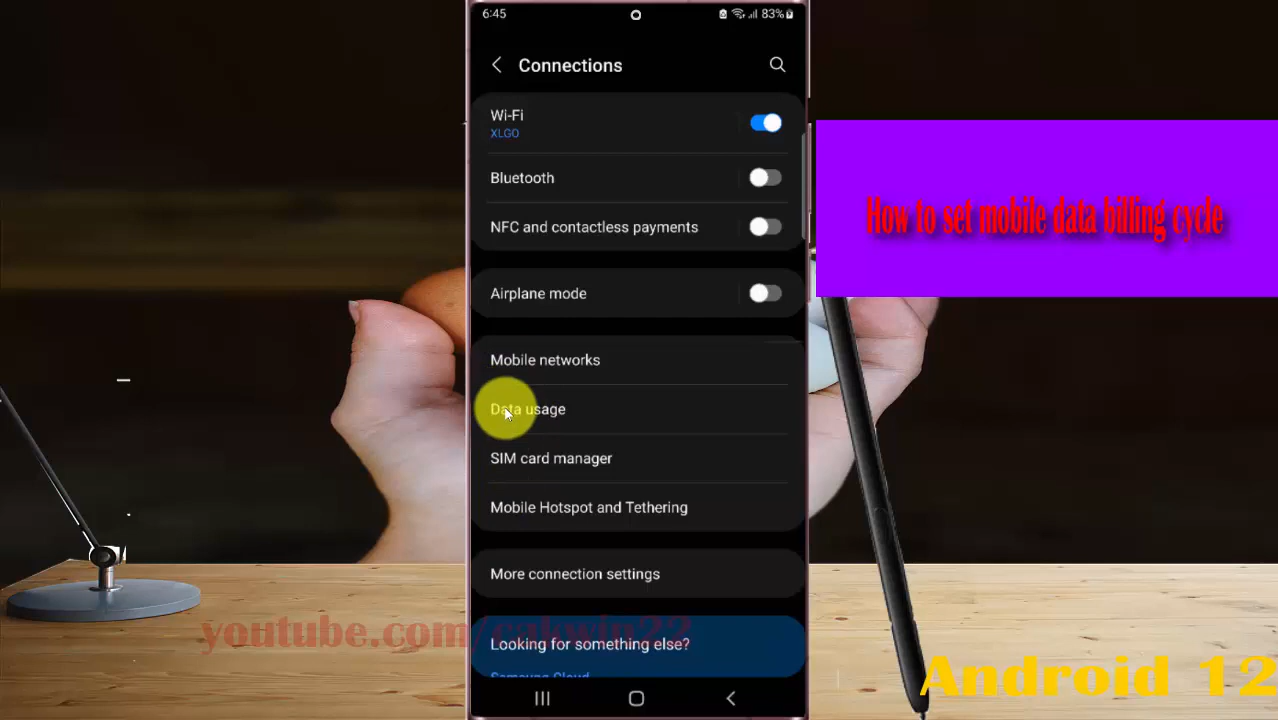 6:45
83%
Connections
Wi-Fi
XLGO
Bluetooth
NFC and contactless payments
Airplane mode
Mobile networks
Data usage
SIM card manager
Mobile Hotspot and Tethering
More connection settings
Looking for something else?
Samsung Cloud
How to set mobile data billing cycle
youtube.com/cakwin22
Android 12